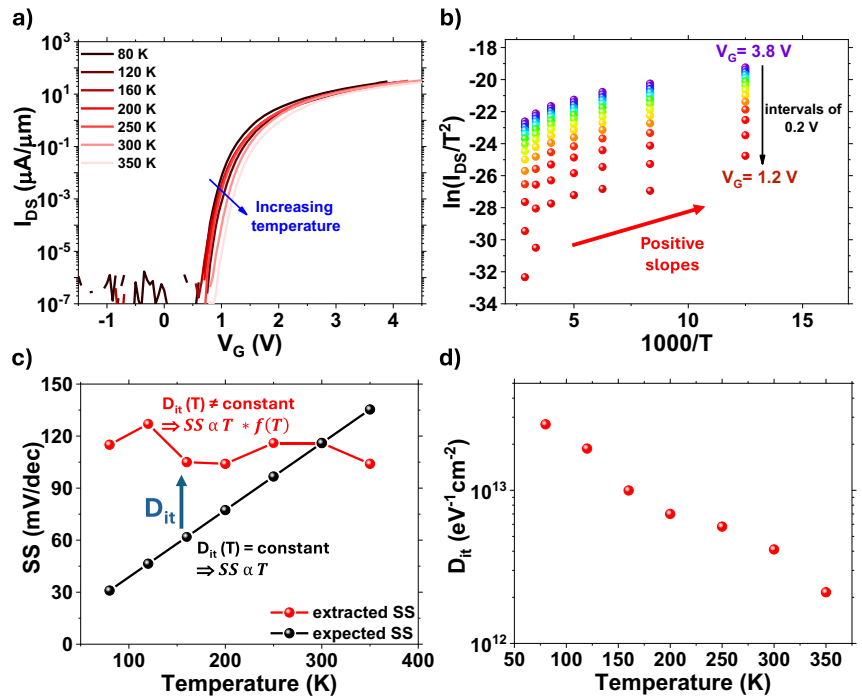 a)
I_DS (μA/μm)
10^1
10^-1
10^-3
10^-5
10^-7
80 K
120 K
160 K
200 K
250 K
300 K
350 K
Increasing
temperature
-1 0 1 2 3 4
V_G (V)
b)
ln(I_DS/T^2)
-18
-20
-22
-24
-26
-28
-30
-32
-34
V_G= 3.8 V
intervals of
0.2 V
V_G= 1.2 V
Positive
slopes
5 10 15
1000/T
c)
SS (mV/dec)
150
120
90
60
30
0
D_it (T) ≠ constant
⇒ SS α T * f(T)
D_it
D_it (T) = constant
⇒ SS α T
extracted SS
expected SS
100 200 300 400
Temperature (K)
d)
D_it (eV^-1cm^-2)
10^13
10^12
50 100 150 200 250 300 350
Temperature (K)